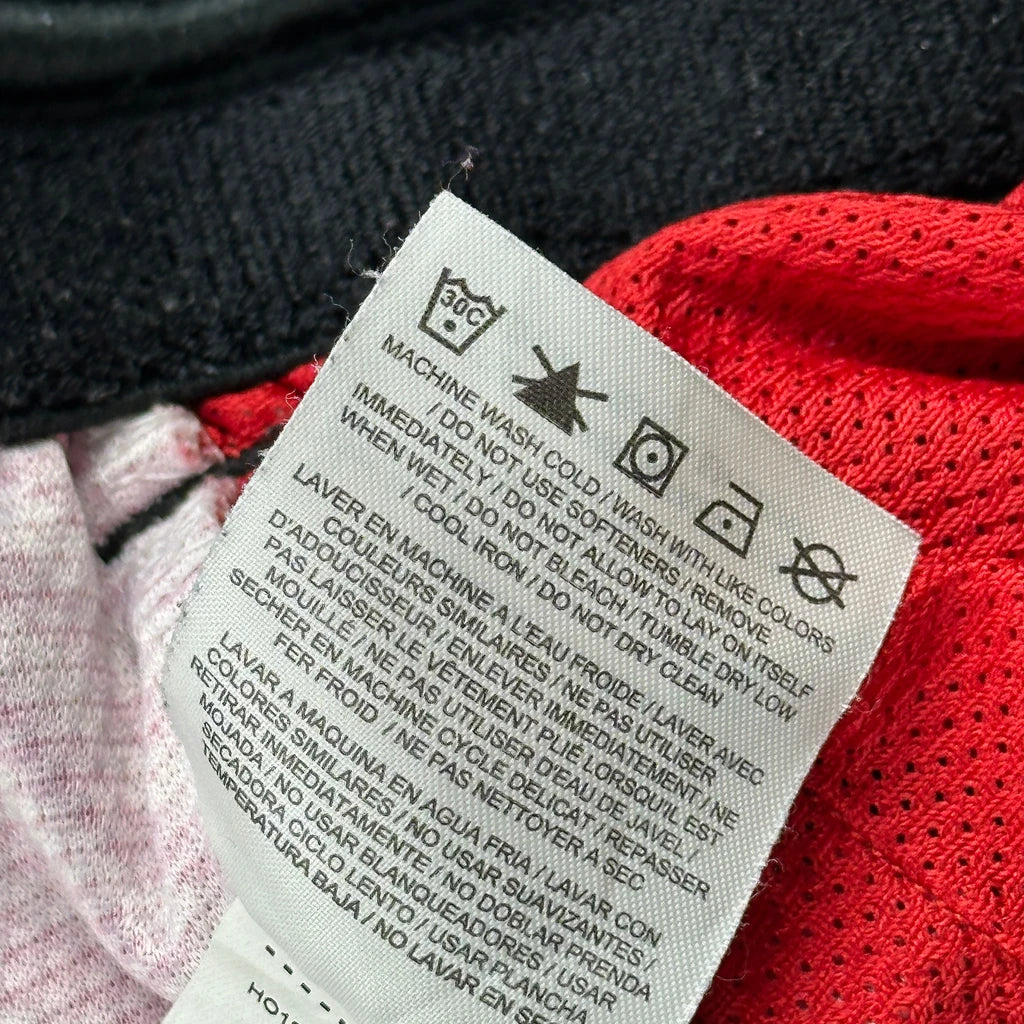 30C
MACHINE WASH COLD / WASH WITH LIKE COLORS
/ DO NOT USE SOFTENERS / REMOVE
IMMEDIATELY / DO NOT ALLOW TO LAY ON ITSELF
WHEN WET / DO NOT BLEACH / TUMBLE DRY LOW
/ COOL IRON / DO NOT DRY CLEAN
LAVER EN MACHINE A L'EAU FROIDE / LAVER AVEC
COULEURS SIMILAIRES / NE PAS UTILISER
D'ADOUCISSEUR / ENLEVER IMMEDIATEMENT / NE
PAS LAISSER LE VÊTEMENT PLIÉ LORSQU'IL EST
MOUILLÉ / NE PAS UTILISER D'EAU DE JAVEL /
SECHER EN MACHINE CYCLE DELICAT / REPASSER
FER FROID / NE PAS NETTOYER A SEC
LAVAR A MAQUINA EN AGUA FRIA / LAVAR CON
COLORES SIMILARES / NO USAR SUAVIZANTES /
RETIRAR INMEDIATAMENTE / NO DOBLAR PRENDA
MOJADA / NO USAR BLANQUEADORES / USAR
SECADORA CICLO LENTO / USAR PLANCHA
TEMPERATURA BAJA / NO LAVAR EN